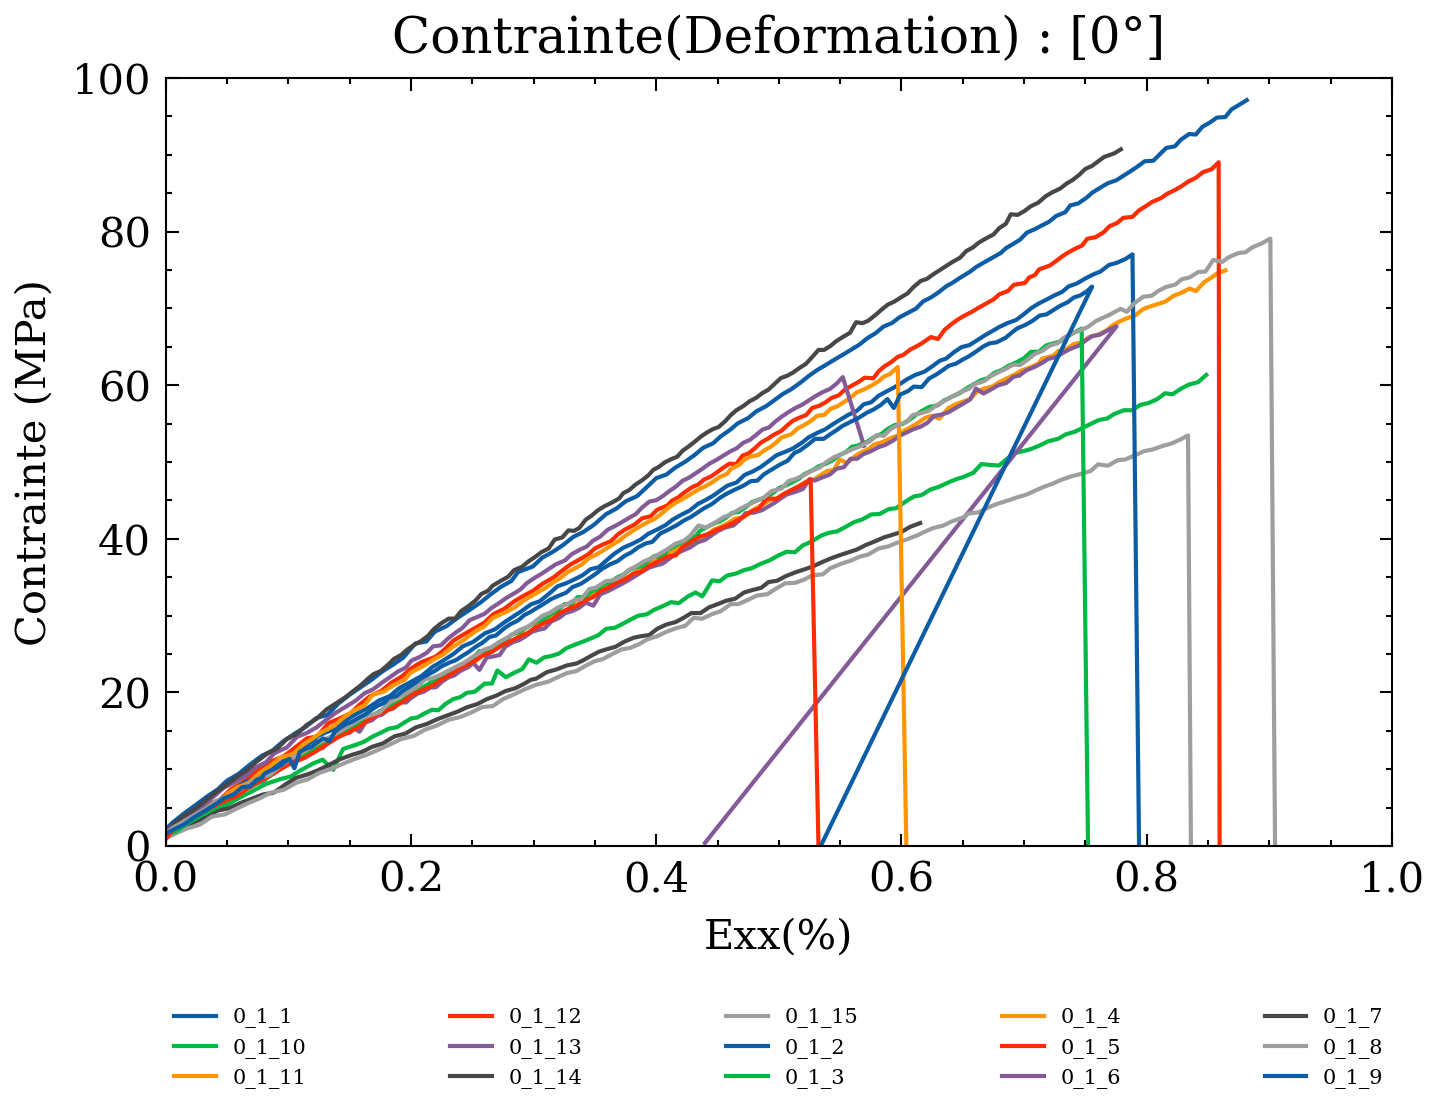 Contrainte(Deformation) : [0°]
100
80
60
40
20
0
Contrainte (MPa)
0.0 0.2 0.4 0.6 0.8 1.0
Exx(%)
0_1_1 0_1_12 0_1_15 0_1_4 0_1_7
0_1_10 0_1_13 0_1_2 0_1_5 0_1_8
0_1_11 0_1_14 0_1_3 0_1_6 0_1_9